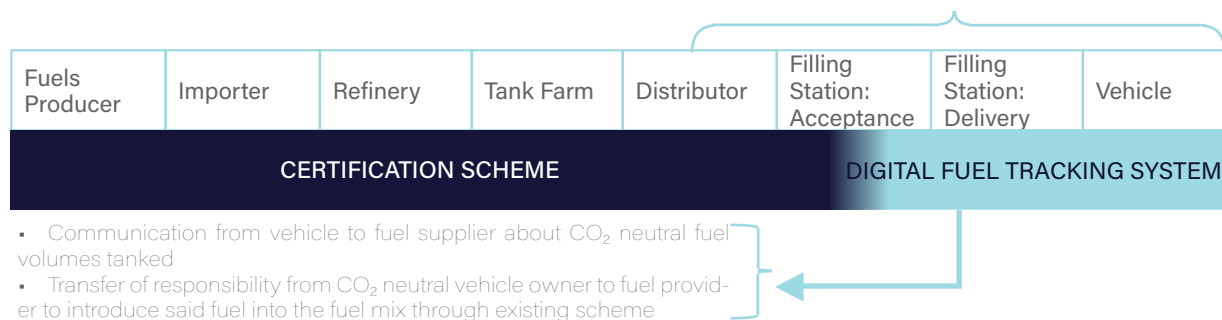 Fuels
Producer
Importer
Refinery
Tank Farm
Distributor
Filling
Station:
Acceptance
Filling
Station:
Delivery
Vehicle
CERTIFICATION SCHEME
DIGITAL FUEL TRACKING SYSTEM
▪ Communication from vehicle to fuel supplier about CO₂ neutral fuel
volumes tanked
▪ Transfer of responsibility from CO₂ neutral vehicle owner to fuel provid-
er to introduce said fuel into the fuel mix through existing scheme